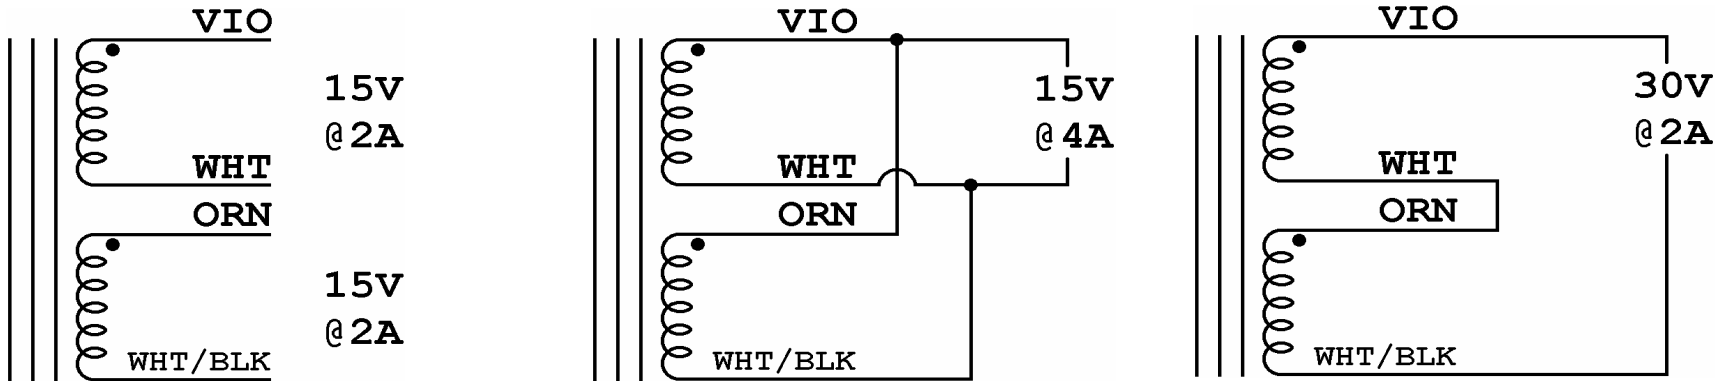 VIO
15V
@2A
WHT
ORN
15V
@2A
WHT/BLK
VIO
15V
@4A
WHT
ORN
WHT/BLK
VIO
30V
@2A
WHT
ORN
WHT/BLK